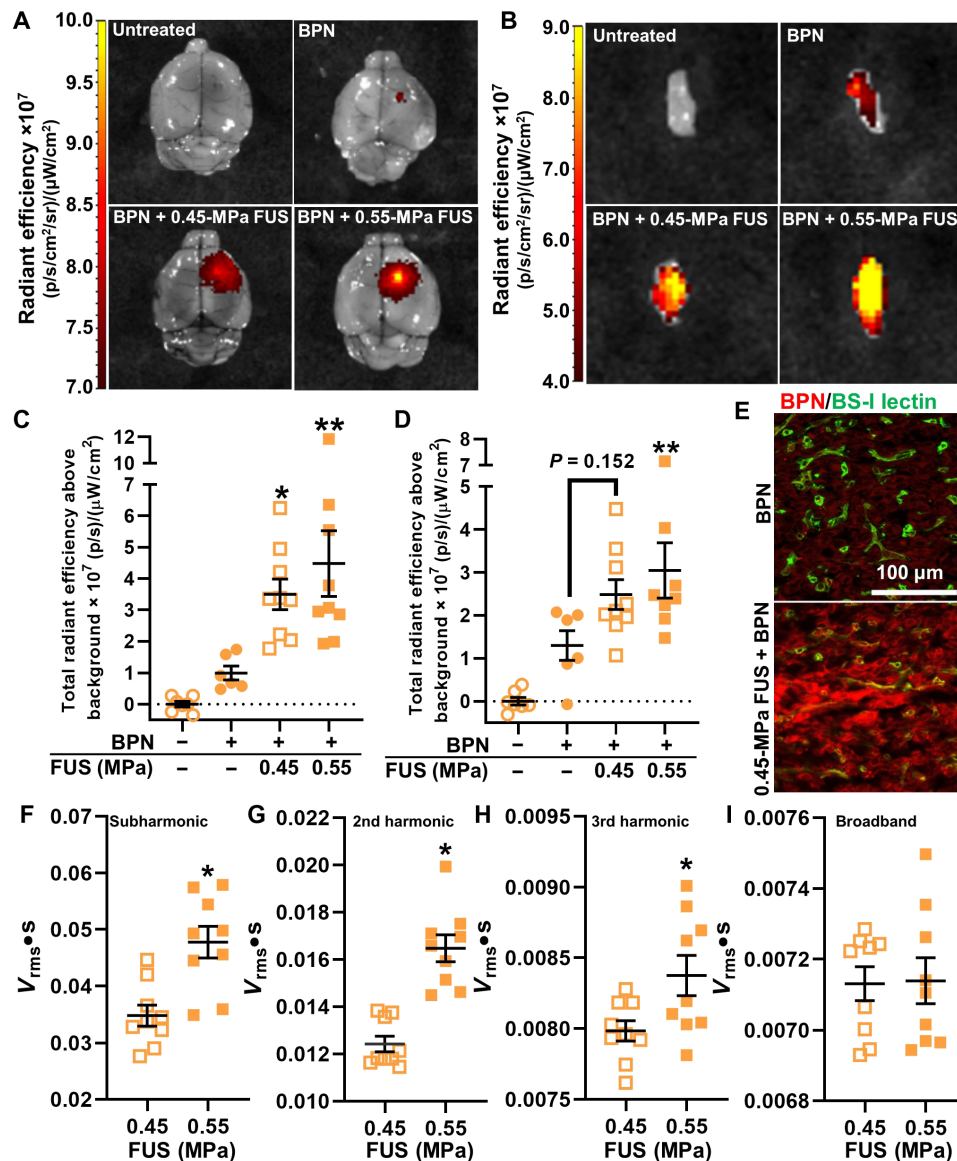 A
Radiant efficiency ×10⁷
(p/s/cm²/sr)/(µW/cm²)
10.0
9.5
9.0
8.5
8.0
7.5
7.0
Untreated
BPN
BPN + 0.45-MPa FUS
BPN + 0.55-MPa FUS
B
Radiant efficiency ×10⁷
(p/s/cm²/sr)/(µW/cm²)
9.0
8.0
7.0
6.0
5.0
4.0
Untreated
BPN
BPN + 0.45-MPa FUS
BPN + 0.55-MPa FUS
C
Total radiant efficiency above
background × 10⁷ (p/s)/(µW/cm²)
12
10
7
6
5
4
3
2
1
0
*
**
BPN
– + + +
FUS (MPa)
– – 0.45 0.55
D
Total radiant efficiency above
background × 10⁷ (p/s)/(µW/cm²)
8
7
5
4
3
2
1
0
P = 0.152
**
BPN
– + + +
FUS (MPa)
– – 0.45 0.55
E
BPN/BS-I lectin
BPN
100 µm
0.45-MPa FUS + BPN
F
Subharmonic
Vrms•s
0.07
0.06
0.05
0.04
0.03
0.02
*
0.45 0.55
FUS (MPa)
G
2nd harmonic
Vrms•s
0.022
0.020
0.018
0.016
0.014
0.012
0.010
*
0.45 0.55
FUS (MPa)
H
3rd harmonic
Vrms•s
0.0095
0.0090
0.0085
0.0080
0.0075
*
0.45 0.55
FUS (MPa)
I
Broadband
0.0076
0.0074
0.0072
0.0070
0.0068
0.45 0.55
FUS (MPa)